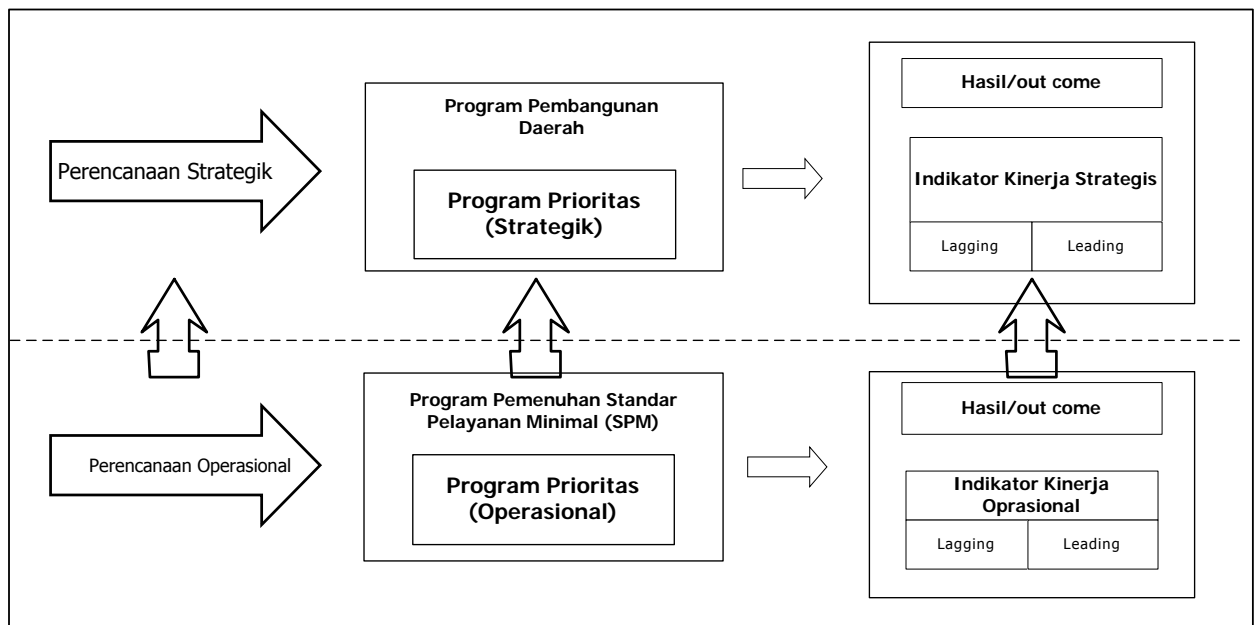 Perencanaan Strategik
Program Pembangunan
Daerah
Program Prioritas
(Strategik)
Hasil/out come
Indikator Kinerja Strategis
Lagging
Leading
Perencanaan Operasional
Program Pemenuhan Standar
Pelayanan Minimal (SPM)
Program Prioritas
(Operasional)
Hasil/out come
Indikator Kinerja
Oprasional
Lagging
Leading